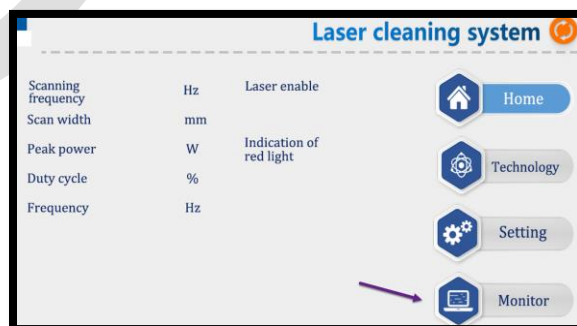 Laser cleaning system
Scanning
frequency
Hz
Laser enable
Home
Scan width
mm
Peak power
W
Indication of
red light
Technology
Duty cycle
%
Frequency
Hz
Setting
Monitor